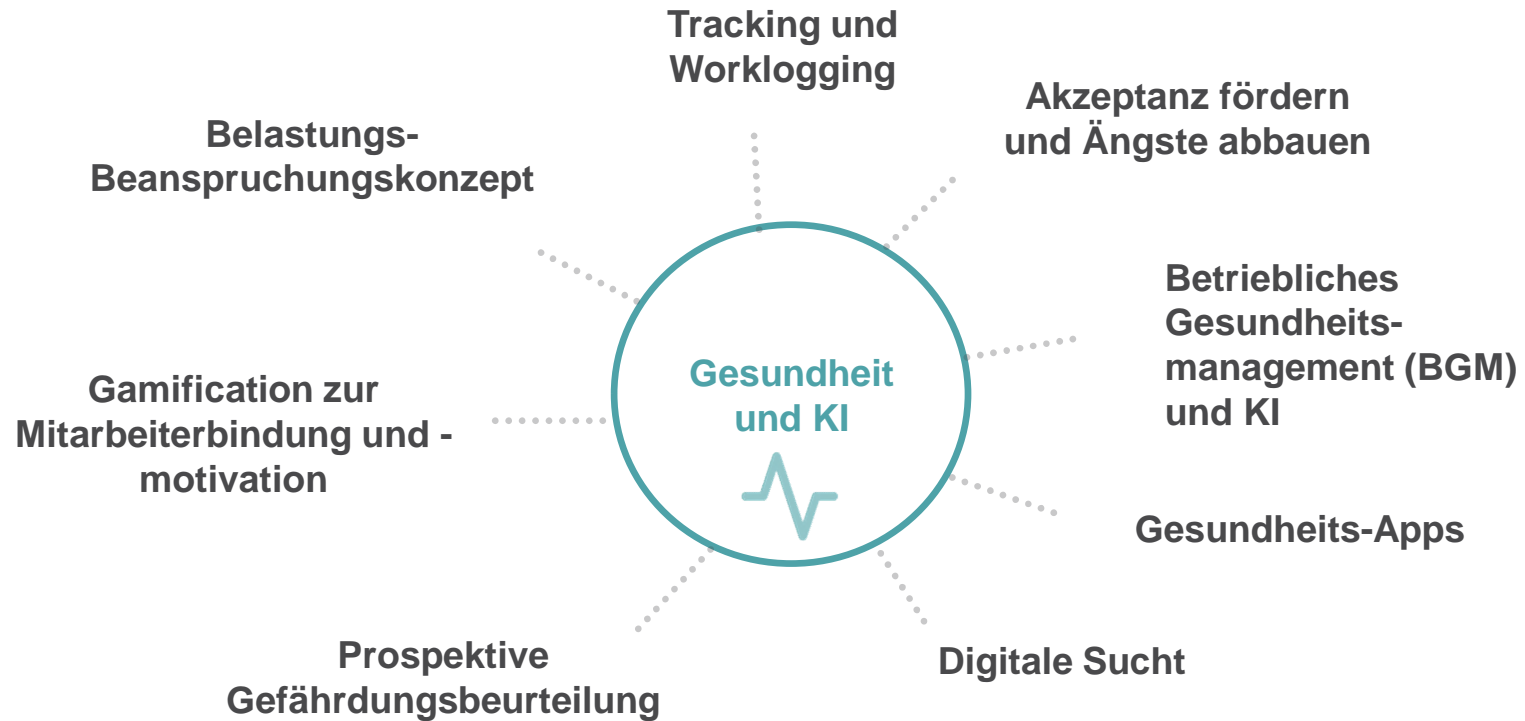 Tracking und
Worklogging
Akzeptanz fördern
und Ängste abbauen
Belastungs-
Beanspruchungskonzept
Betriebliches
Gesundheits-
management (BGM)
und KI
Gesundheit
und KI
Gamification zur
Mitarbeiterbindung und -
motivation
Gesundheits-Apps
Prospektive
Gefährdungsbeurteilung
Digitale Sucht